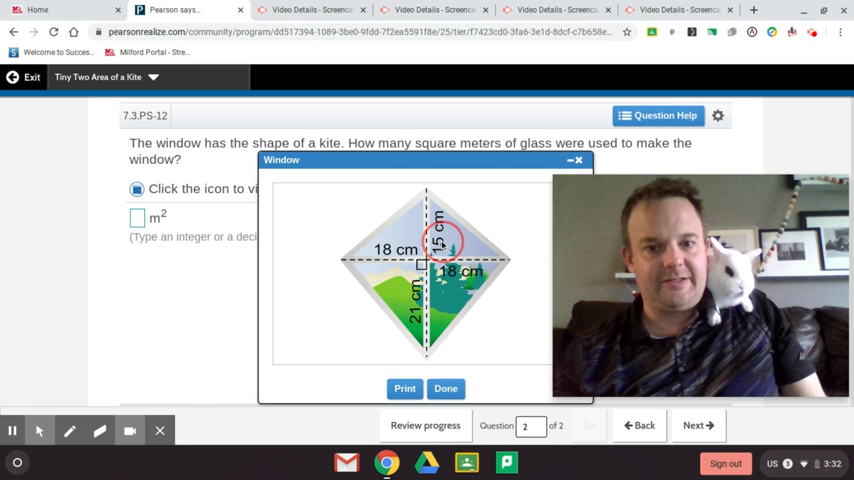 Home
Pearson says..
Video Details - Screenca
Video Details - Screenca
Video Details - Screenca
Video Details - Screenca
pearsonrealize.com/community/program/dd517394-1089-3be0-9fdd-7f2ea5591f8e/25/tier/f7423cd0-3fa6-3e1d-8dcf-c7b658e...
Welcome to Succes...
Milford Portal - Stre...
Exit
Tiny Two Area of a Kite
7.3.PS-12
Question Help
The window has the shape of a kite. How many square meters of glass were used to make the
window?
Click the icon to vi
m²
(Type an integer or a deci
Window
18 cm
15 cm
18 cm
21 cm
Print
Done
Review progress
Question
2
of 2
Go
Back
Next
Sign out
US
3
3:32